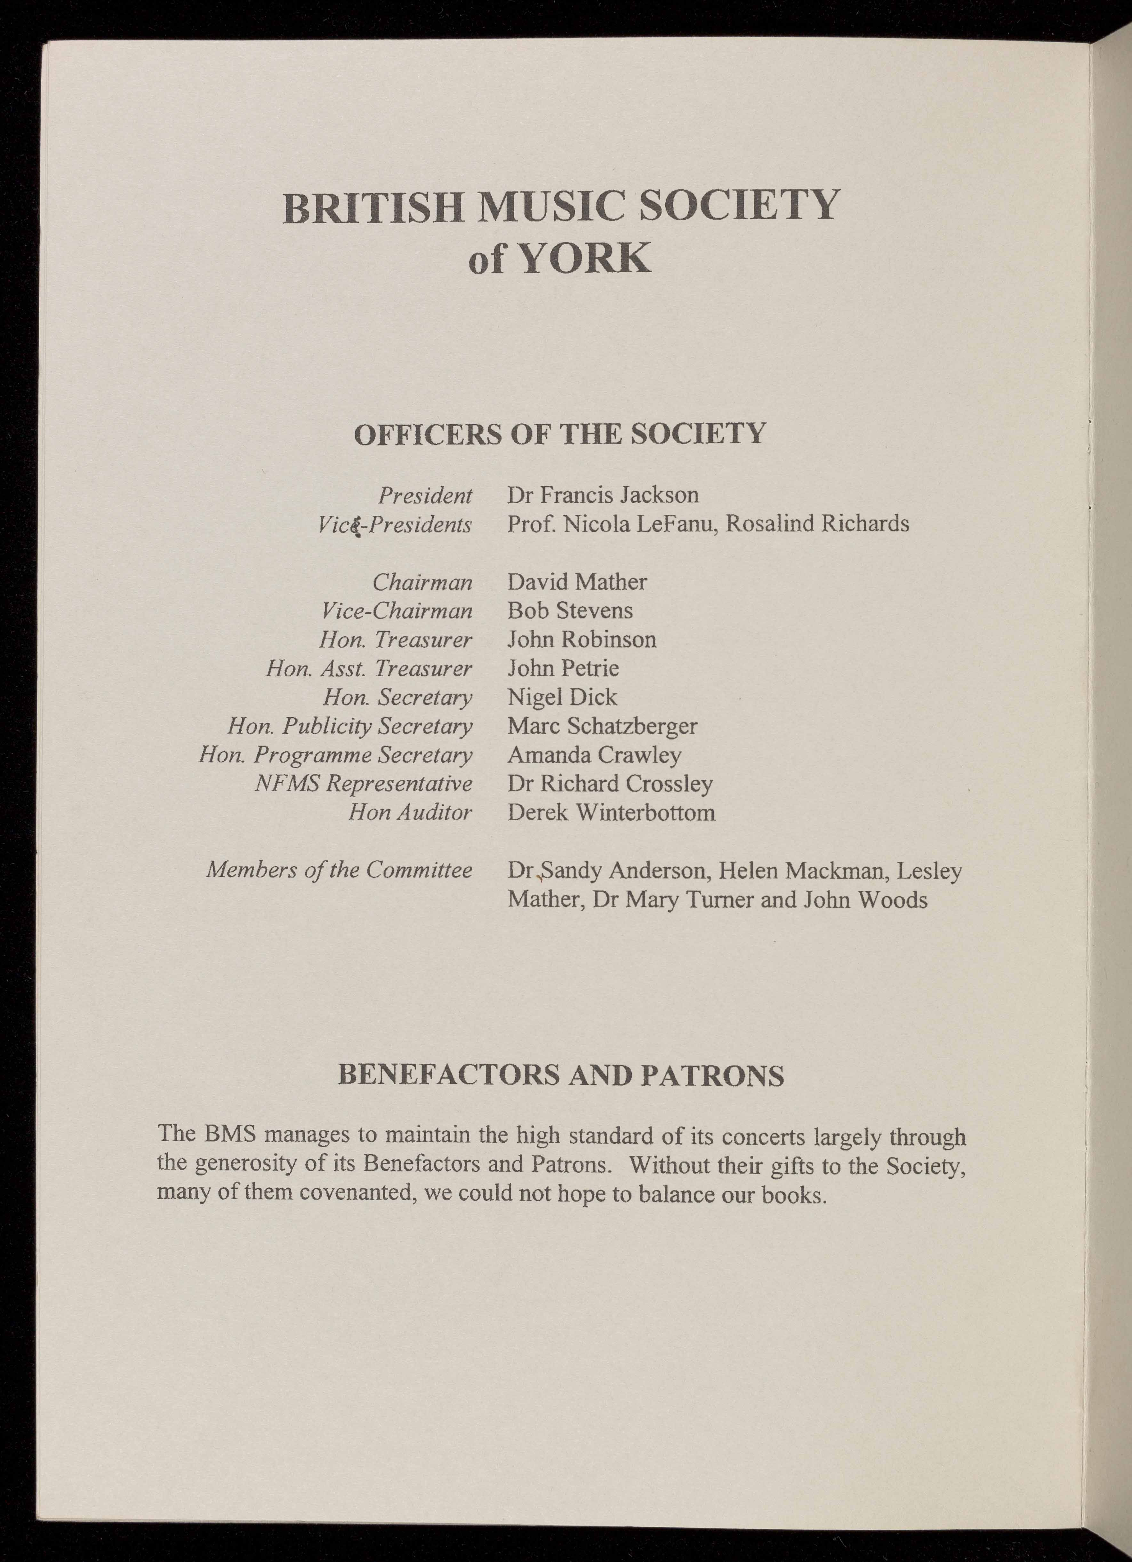 BRITISH MUSIC SOCIETY
of YORK
OFFICERS OF THE SOCIETY
President Dr Francis Jackson
Vice-Presidents Prof. Nicola LeFanu, Rosalind Richards
Chairman David Mather
Vice-Chairman Bob Stevens
Hon. Treasurer John Robinson
Hon. Asst. Treasurer John Petrie
Hon. Secretary Nigel Dick
Hon. Publicity Secretary Marc Schatzberger
Hon. Programme Secretary Amanda Crawley
NFMS Representative Dr Richard Crossley
Hon Auditor Derek Winterbottom
Members of the Committee Dr Sandy Anderson, Helen Mackman, Lesley
Mather, Dr Mary Turner and John Woods
BENEFACTORS AND PATRONS
The BMS manages to maintain the high standard of its concerts largely through
the generosity of its Benefactors and Patrons. Without their gifts to the Society,
many of them covenanted, we could not hope to balance our books.